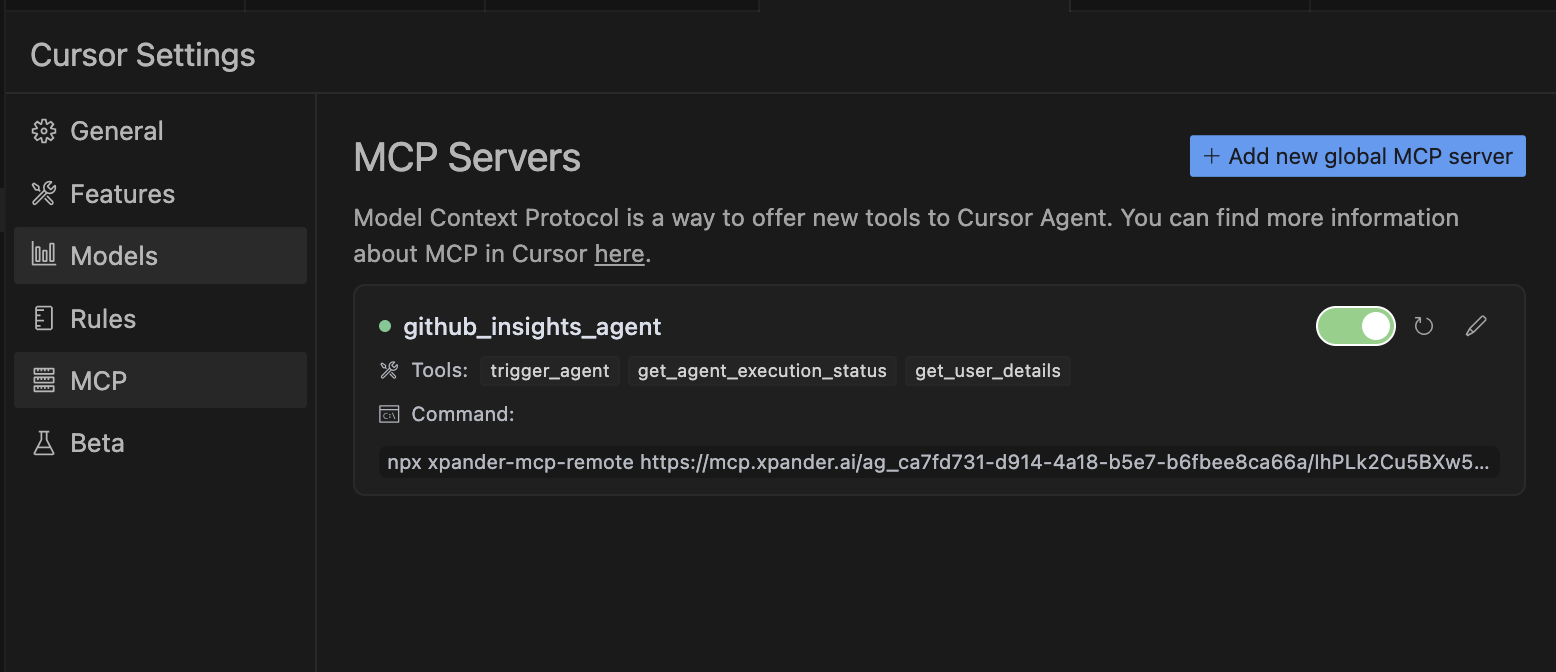 Cursor Settings
General
Features
Models
Rules
MCP
Beta
MCP Servers
+ Add new global MCP server
Model Context Protocol is a way to offer new tools to Cursor Agent. You can find more information
about MCP in Cursor here.
github_insights_agent
Tools: trigger_agent get_agent_execution_status get_user_details
Command:
npx xpander-mcp-remote https://mcp.xpander.ai/ag_ca7fd731-d914-4a18-b5e7-b6fbee8ca66a/lhPLk2Cu5BXw5...